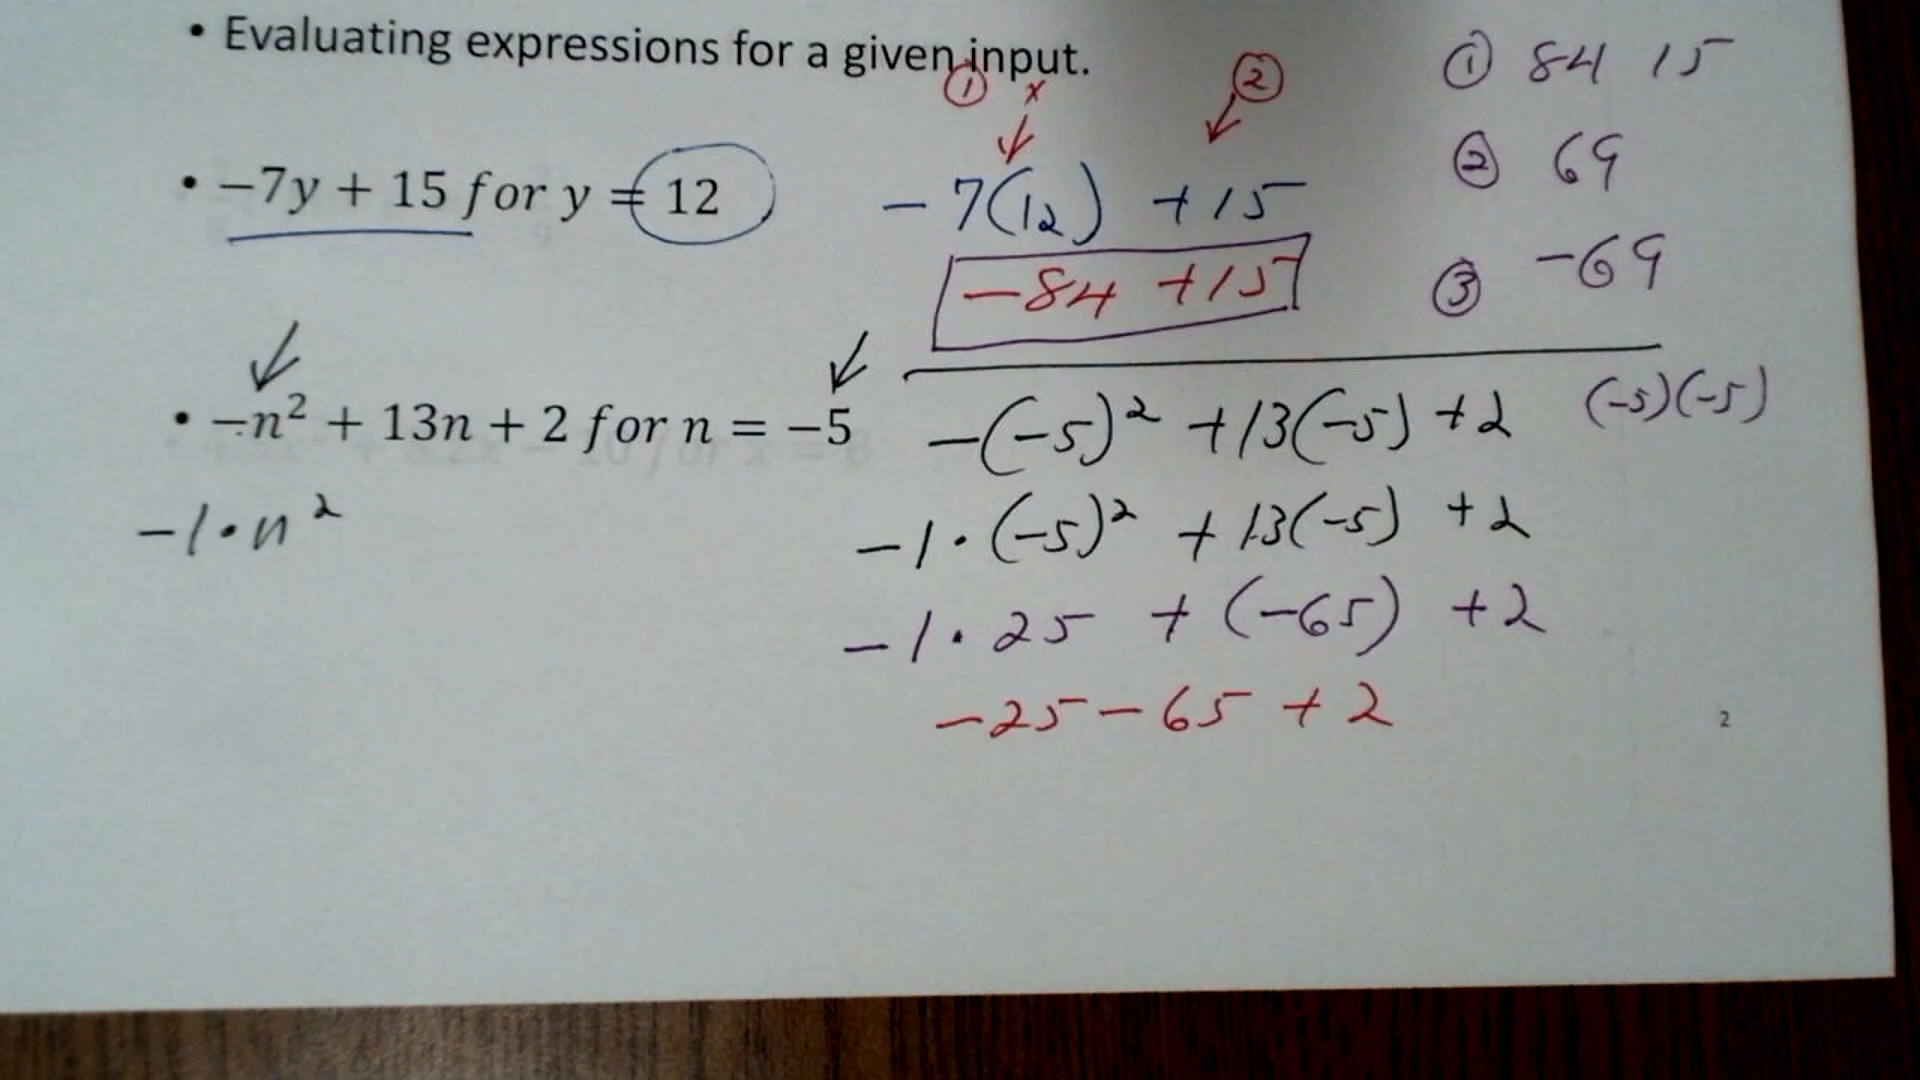 • Evaluating expressions for a given input.
① x ②
① 84 15
• −7y + 15 for y = 12
− 7(12) + 15
② 69
−84 +15
③ −69
• −n² + 13n + 2 for n = −5
−(−5)² +13(−5) +2
(−5)(−5)
−1•n²
−1•(−5)² +13(−5) +2
−1•25 +(−65) +2
−25−65+2
2